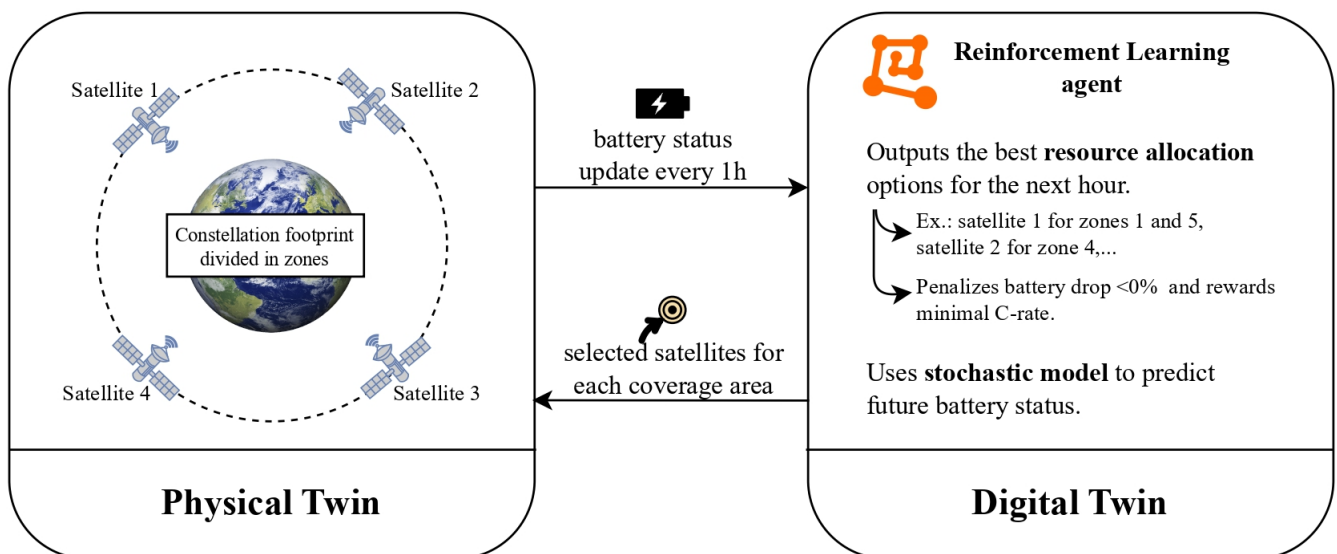 Satellite 1
Satellite 2
Constellation footprint
divided in zones
Satellite 4
Satellite 3
Physical Twin
battery status
update every 1h
selected satellites for
each coverage area
Reinforcement Learning
agent
Outputs the best resource allocation
options for the next hour.
Ex.: satellite 1 for zones 1 and 5,
satellite 2 for zone 4,...
Penalizes battery drop <0% and rewards
minimal C-rate.
Uses stochastic model to predict
future battery status.
Digital Twin